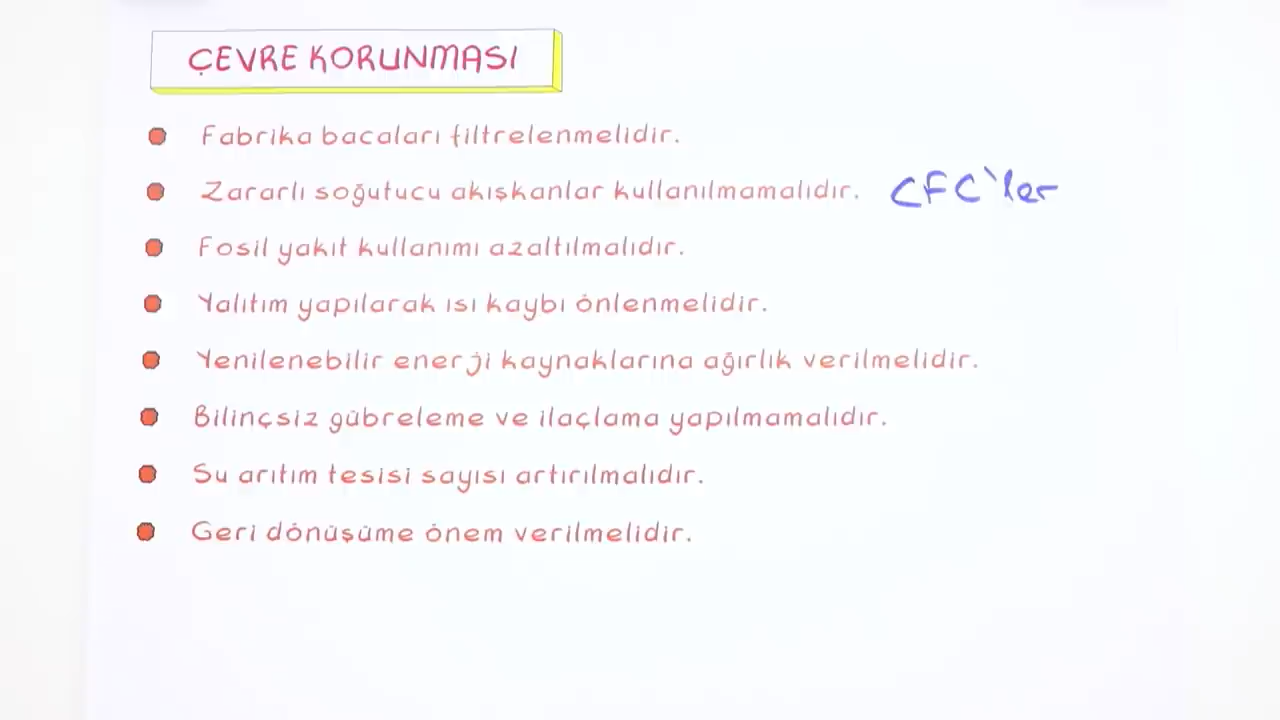 ÇEVRE KORUNMASI
Fabrika bacaları filtrelenmelidir.
Zararlı soğutucu akışkanlar kullanılmamalıdır. CFC'ler
Fosil yakıt kullanımı azaltılmalıdır.
Yalıtım yapılarak ısı kaybı önlenmelidir.
Yenilenebilir enerji kaynaklarına ağırlık verilmelidir.
Bilinçsiz gübreleme ve ilaçlama yapılmamalıdır.
Su arıtım tesisi sayısı artırılmalıdır.
Geri dönüşüme önem verilmelidir.